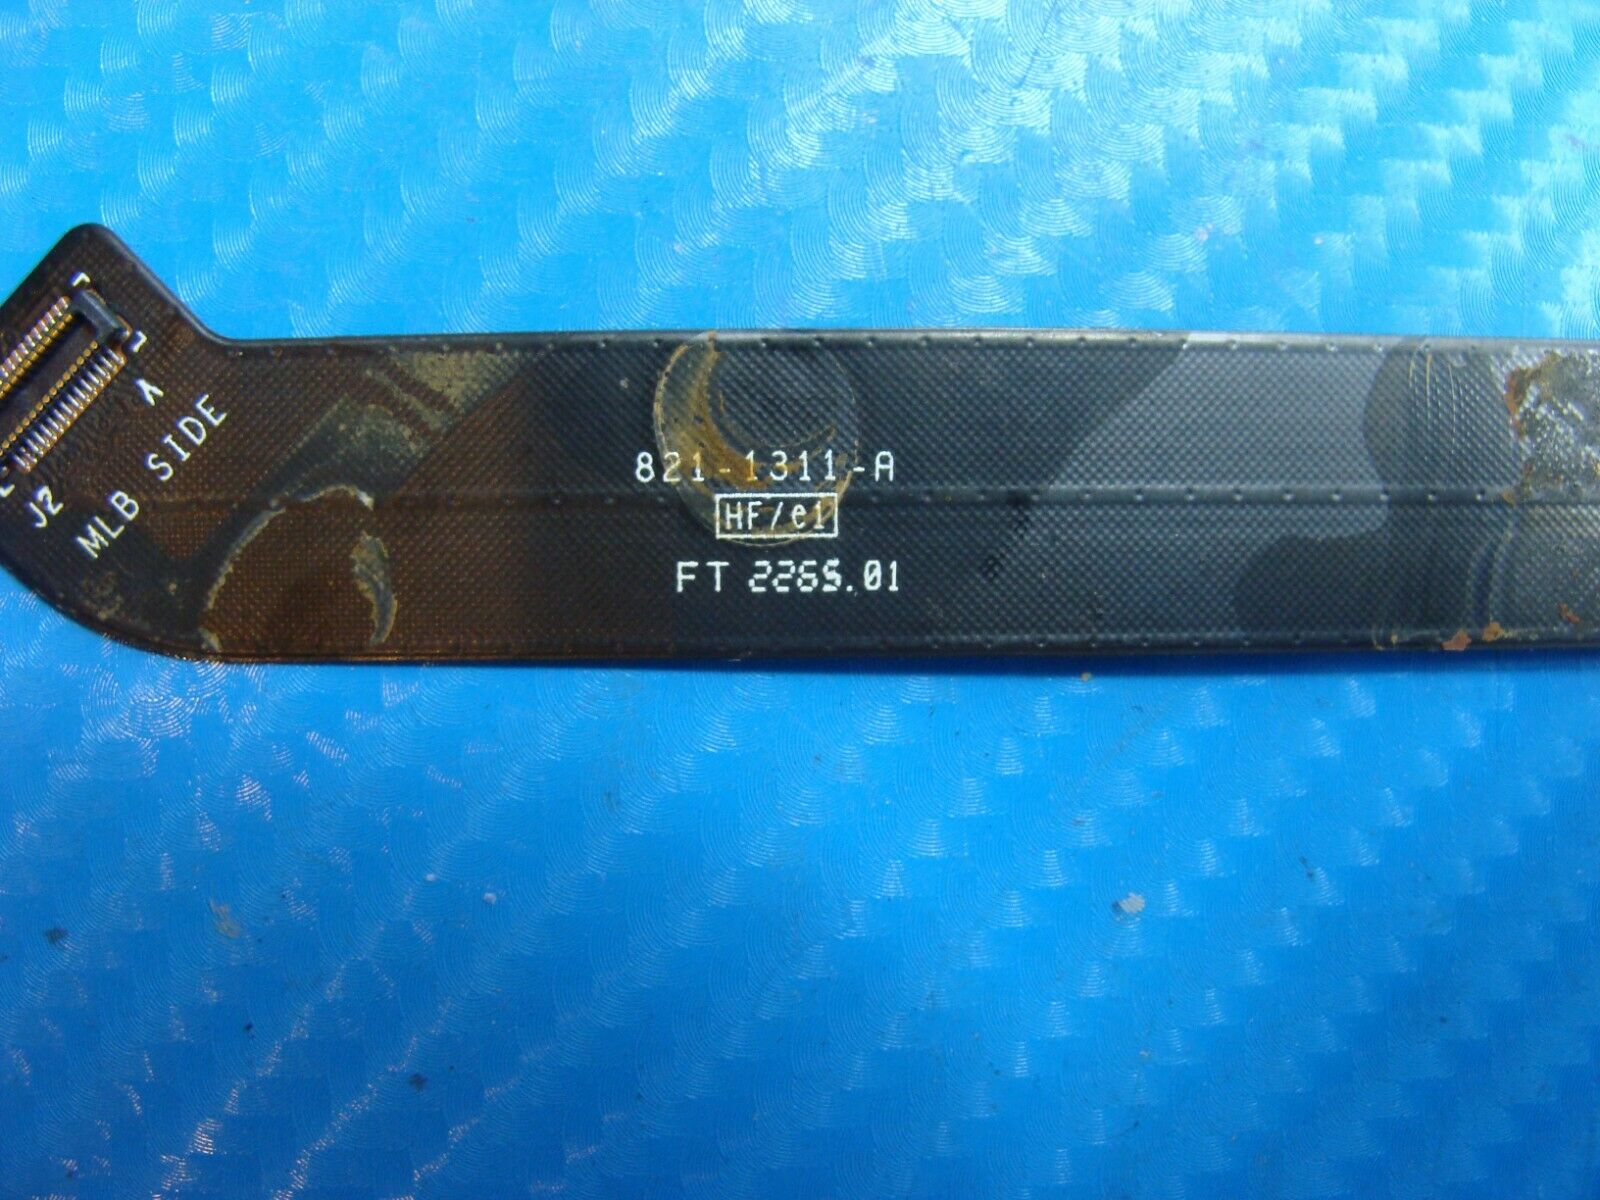 J2
MLB SIDE
821-1311-A
HF/e1
FT 2265.01